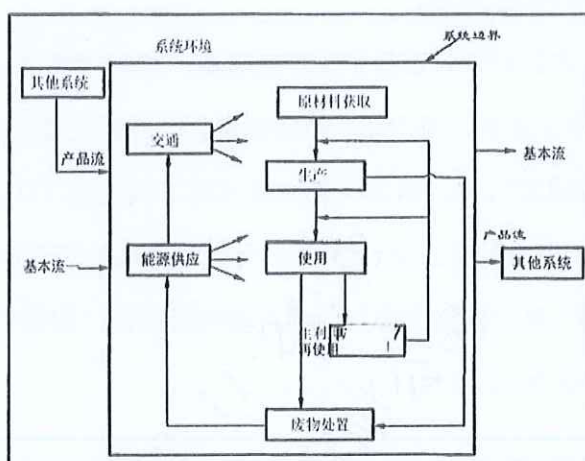 系统环境
系统边界
其他系统
原材料获取
交通
产品流
基本流
生产
产品流
基本流
能源供应
使用
其他系统
再使用
废物处置